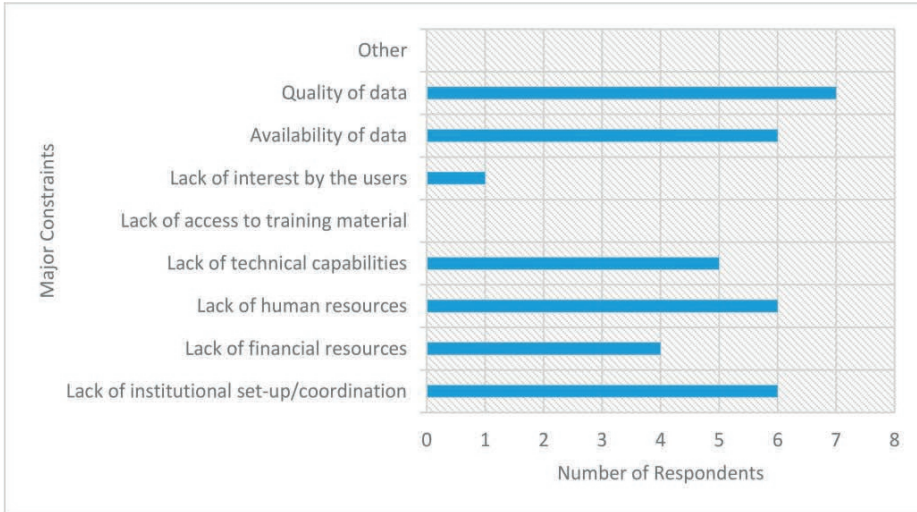 Major Constraints
Other
Quality of data
Availability of data
Lack of interest by the users
Lack of access to training material
Lack of technical capabilities
Lack of human resources
Lack of financial resources
Lack of institutional set-up/coordination
0 1 2 3 4 5 6 7 8
Number of Respondents